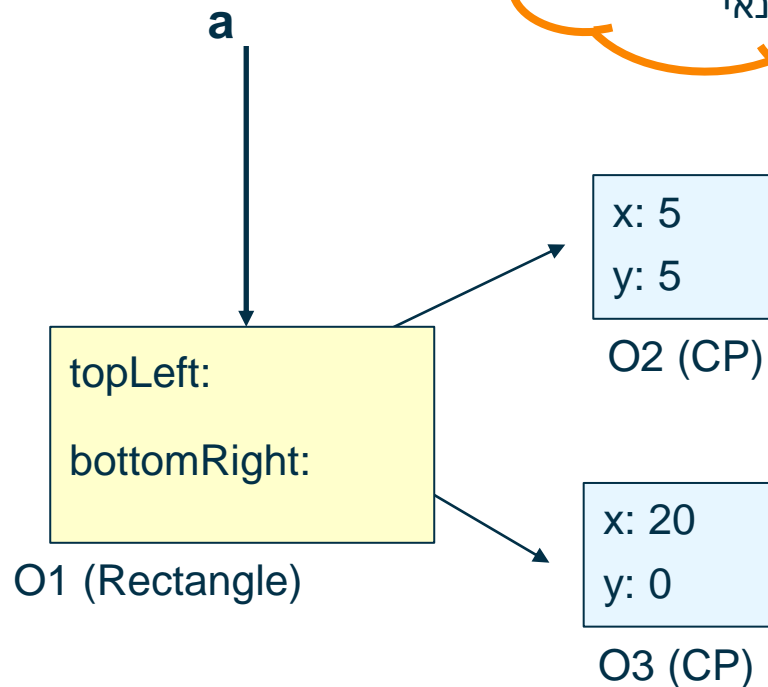 a
x: 5
y: 5
O2 (CP)
topLeft:
bottomRight:
O1 (Rectangle)
x: 20
y: 0
O3 (CP)